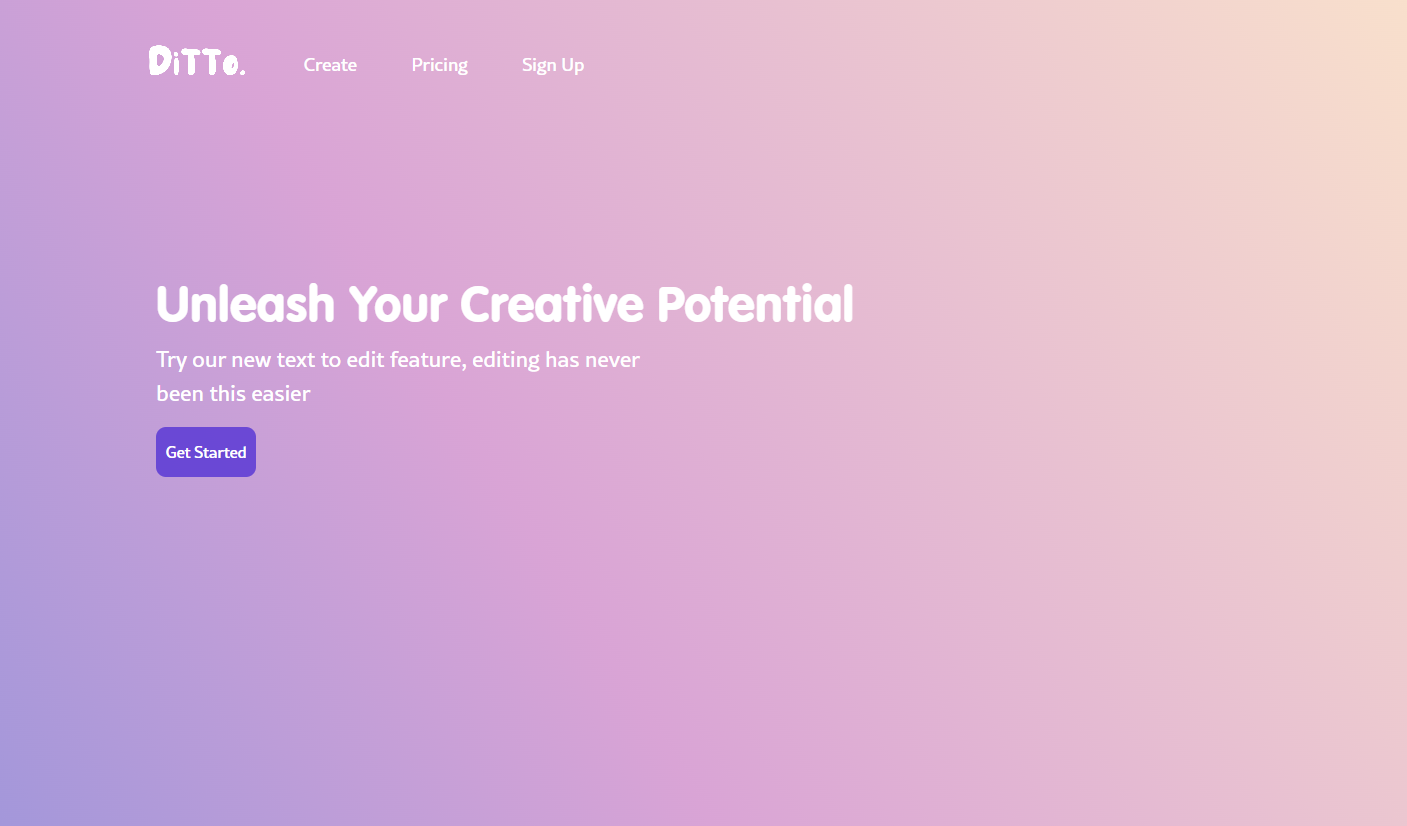 DiTTo.
Create Pricing Sign Up
Unleash Your Creative Potential
Try our new text to edit feature, editing has never
been this easier
Get Started